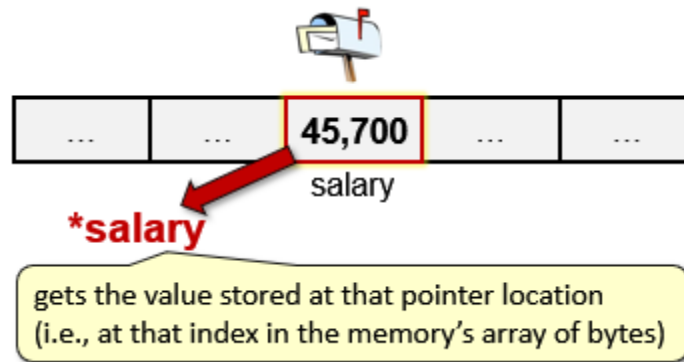 ... ... 45,700 ... ...
salary
*salary
gets the value stored at that pointer location
(i.e., at that index in the memory's array of bytes)